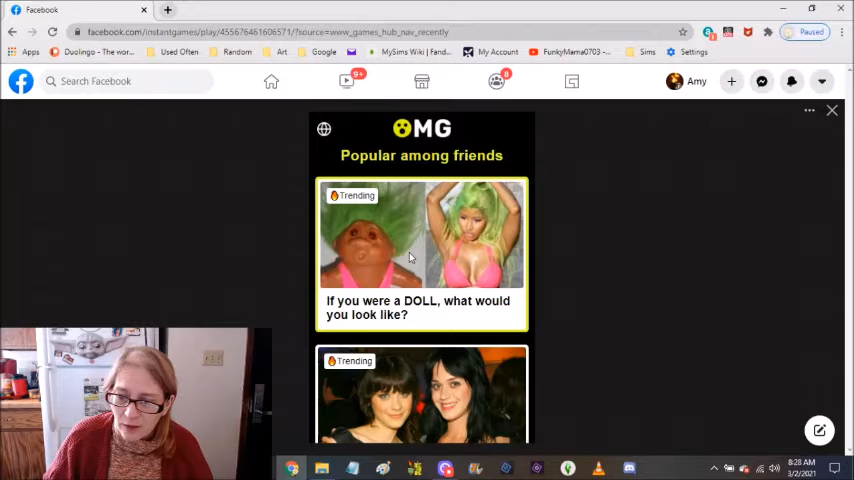 Facebook
facebook.com/instantgames/play/455676461606571/?source=www_games_hub_nav_recently
Paused
Apps
Duolingo - The wor...
Used Often
Random
Art
Google
MySims Wiki | Fand...
My Account
FunkyMama0703 -...
Sims
Settings
Search Facebook
9+
8
Amy
OMG
Popular among friends
Trending
If you were a DOLL, what would
you look like?
Trending
8:28 AM
3/2/2021